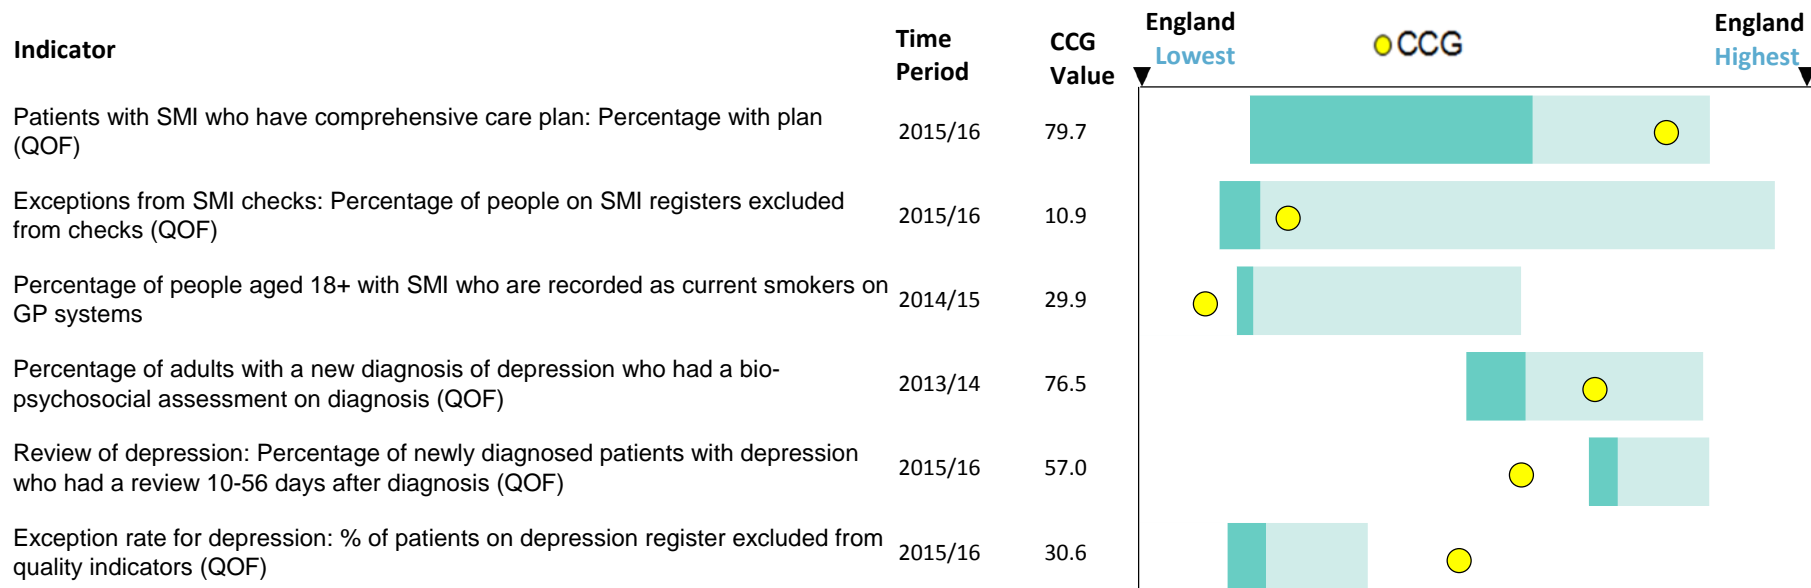 Indicator
Time Period
CCG Value
England Lowest
CCG
England Highest
Patients with SMI who have comprehensive care plan: Percentage with plan
(QOF)
2015/16
79.7
Exceptions from SMI checks: Percentage of people on SMI registers excluded
from checks (QOF)
2015/16
10.9
Percentage of people aged 18+ with SMI who are recorded as current smokers on
GP systems
2014/15
29.9
Percentage of adults with a new diagnosis of depression who had a bio-
psychosocial assessment on diagnosis (QOF)
2013/14
76.5
Review of depression: Percentage of newly diagnosed patients with depression
who had a review 10-56 days after diagnosis (QOF)
2015/16
57.0
Exception rate for depression: % of patients on depression register excluded from
quality indicators (QOF)
2015/16
30.6